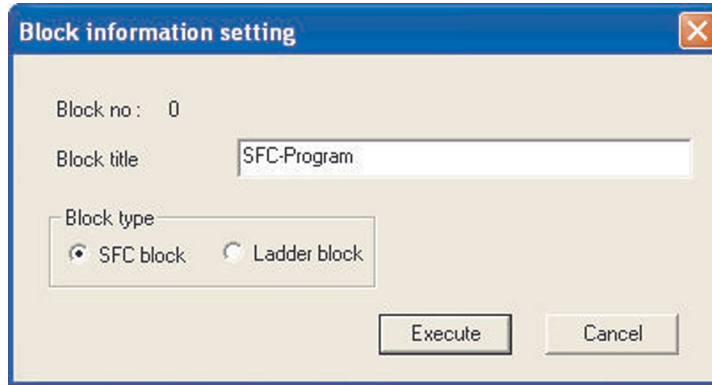 Block information setting
Block no : 0
Block title SFC-Program
Block type
SFC block Ladder block
Execute Cancel